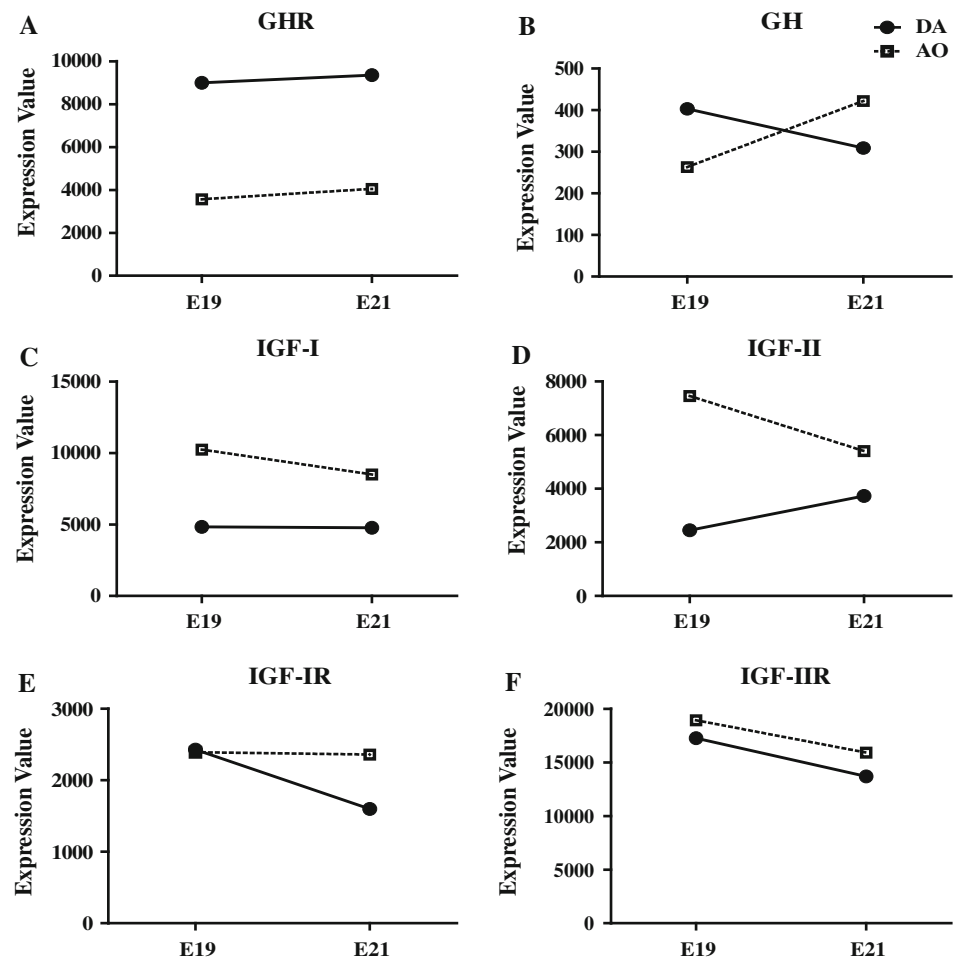 A
GHR
Expression Value
10000
8000
6000
4000
2000
0
E19
E21
B
GH
DA
AO
Expression Value
500
400
300
200
100
0
E19
E21
C
IGF-I
Expression Value
15000
10000
5000
0
E19
E21
D
IGF-II
Expression Value
8000
6000
4000
2000
0
E19
E21
E
IGF-IR
Expression Value
3000
2000
1000
0
E19
E21
F
IGF-IIR
Expression Value
20000
15000
10000
5000
0
E19
E21